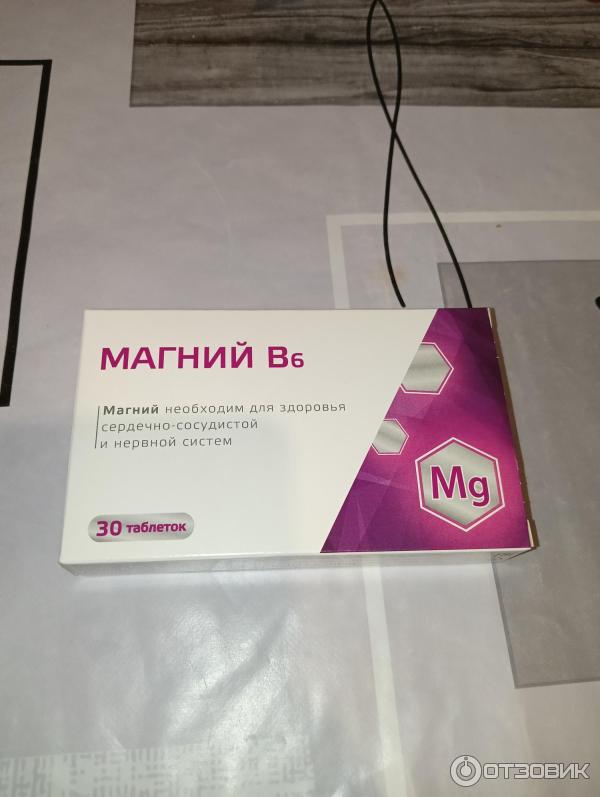 МАГНИЙ B6
Магний необходим для здоровья
сердечно-сосудистой
и нервной систем
Mg
30 таблеток
ОТЗОВИК